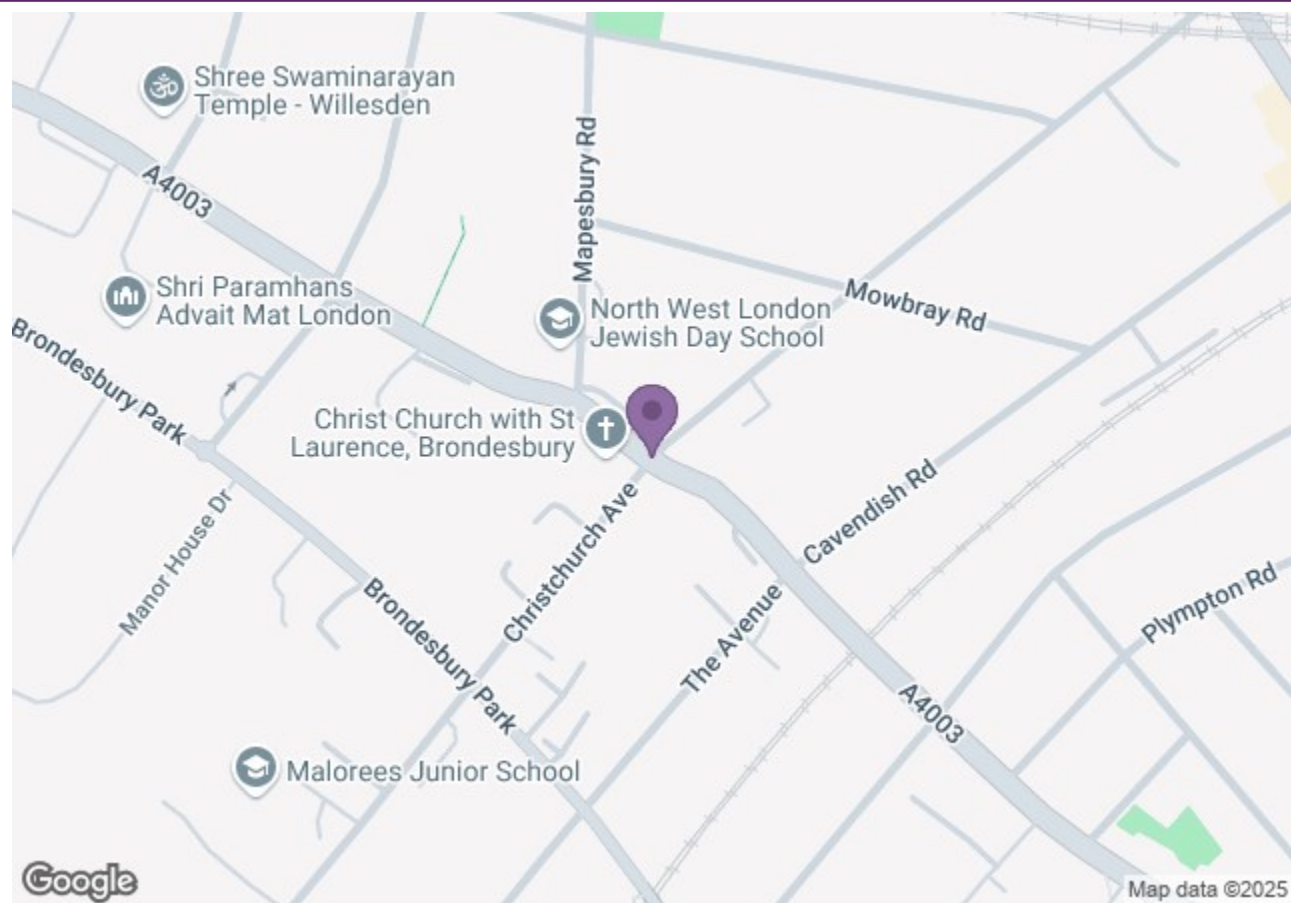 Shree Swaminarayan
Temple - Willesden
A4003
Mapesbury Rd
Shri Paramhans
Advait Mat London
North West London
Jewish Day School
Mowbray Rd
Brondesbury Park
Christ Church with St
Laurence, Brondesbury
Manor House Dr
Christchurch Ave
Cavendish Rd
Brondesbury Park
The Avenue
Plympton Rd
A4003
Malorees Junior School
Google
Map data ©2025